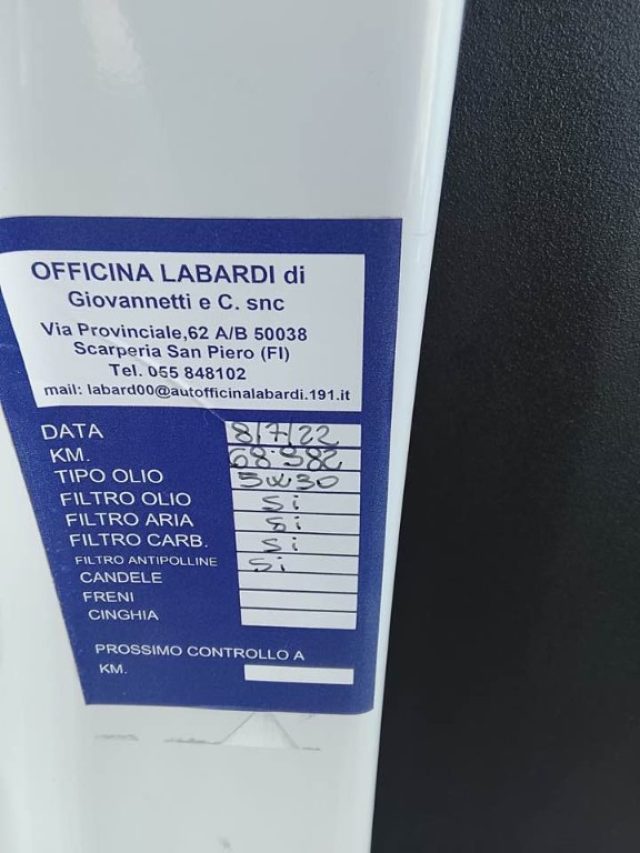 OFFICINA LABARDI di
Giovannetti e C. snc
Via Provinciale,62 A/B 50038
Scarperia San Piero (FI)
Tel. 055 848102
mail: labard00@autofficinalabardi.191.it
DATA 8/7/22
KM. 68.982
TIPO OLIO 5W30
FILTRO OLIO Si
FILTRO ARIA Si
FILTRO CARB. Si
FILTRO ANTIPOLLINE Si
CANDELE
FRENI
CINGHIA
PROSSIMO CONTROLLO A
KM.